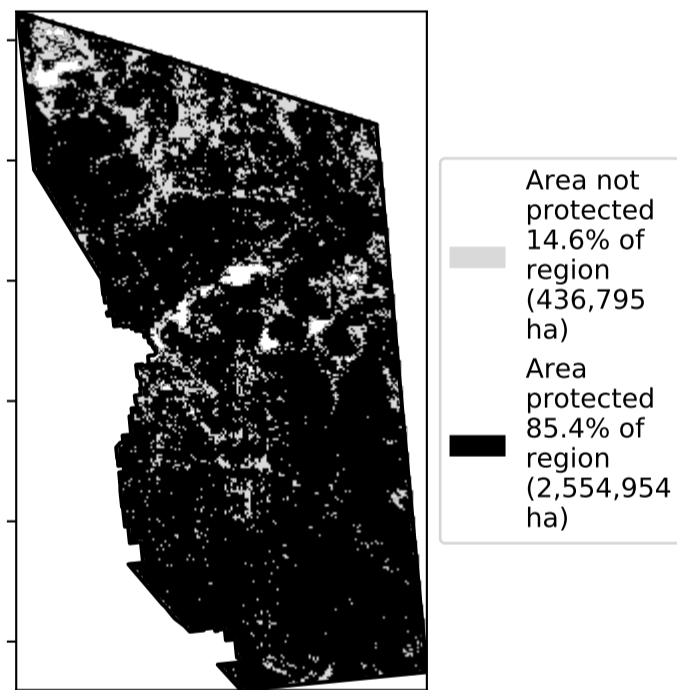 Area not
protected
14.6% of
region
(436,795
ha)
Area
protected
85.4% of
region
(2,554,954
ha)